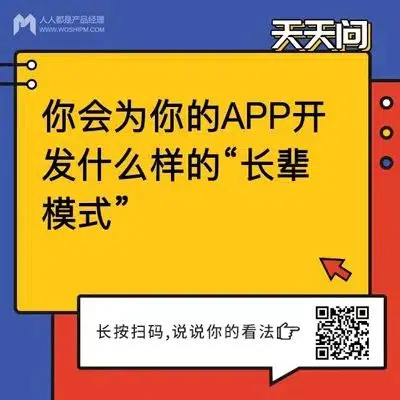 人人都是产品经理
WWW.WOSHIPM.COM
天天问
你会为你的APP开
发什么样的“长辈
模式”
长按扫码,说说你的看法